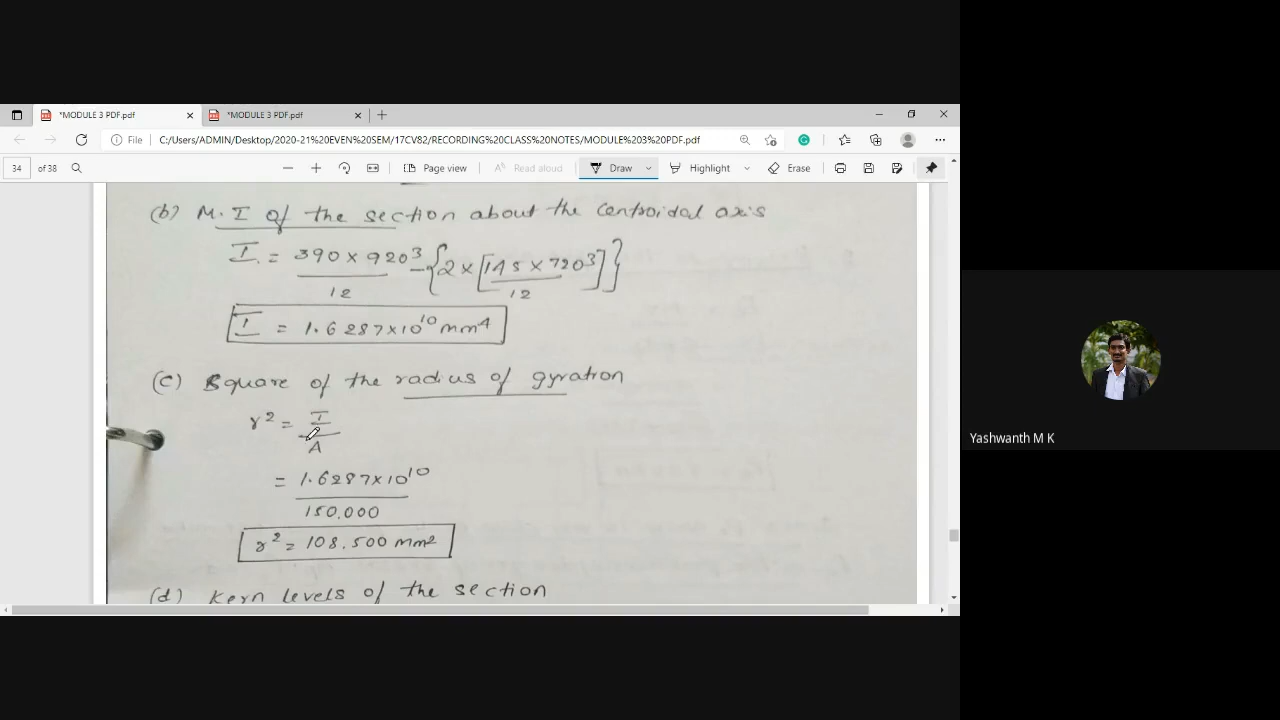 *MODULE 3 PDF.pdf
*MODULE 3 PDF.pdf
File
C:/Users/ADMIN/Desktop/2020-21%20EVEN%20SEM/17CV82/RECORDING%20CLASS%20NOTES/MODULE%203%20PDF.pdf
34 of 38
Page view
Read aloud
Draw
Highlight
Erase
(b) M.I of the section about the centroidal axis
I = 390 × 920³ / 12 - {2 × [145 × 720³ / 12]}
I = 1.6287×10¹⁰ mm⁴
(c) Square of the radius of gyration
r² = I / A
= 1.6287×10¹⁰ / 150,000
r² = 108,500 mm²
(d) Kern levels of the section
Yashwanth M K